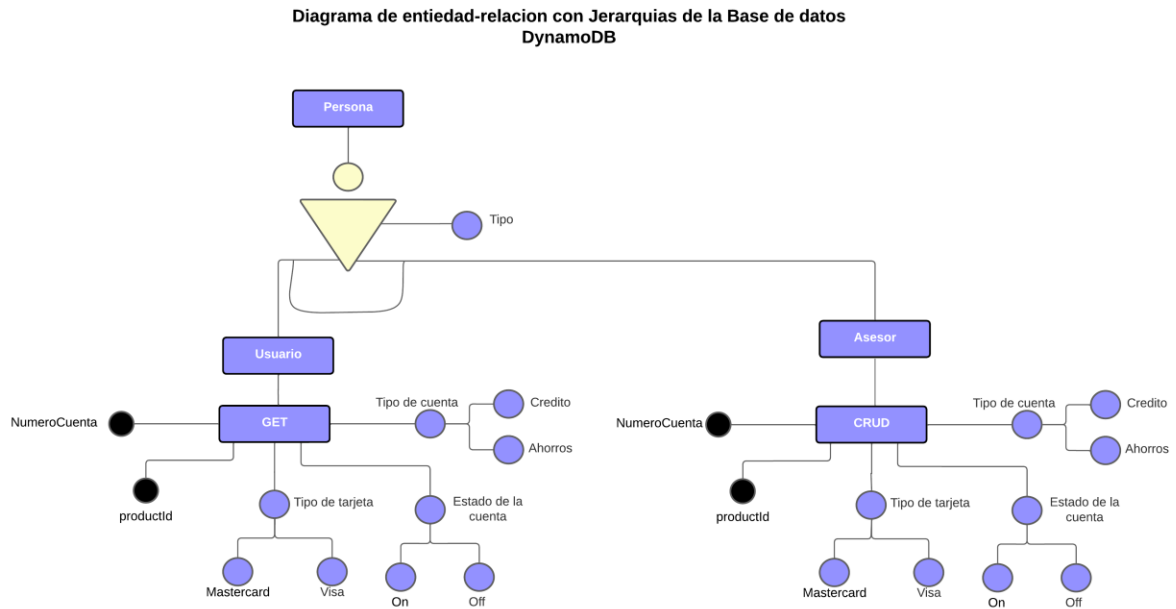 Diagrama de entiedad-relacion con Jerarquias de la Base de datos
DynamoDB
Persona
Tipo
Usuario
Asesor
NumeroCuenta
GET
Tipo de cuenta
Credito
Ahorros
productId
Tipo de tarjeta
Estado de la
cuenta
Mastercard
Visa
On
Off
NumeroCuenta
CRUD
Tipo de cuenta
Credito
Ahorros
productId
Tipo de tarjeta
Estado de la
cuenta
Mastercard
Visa
On
Off